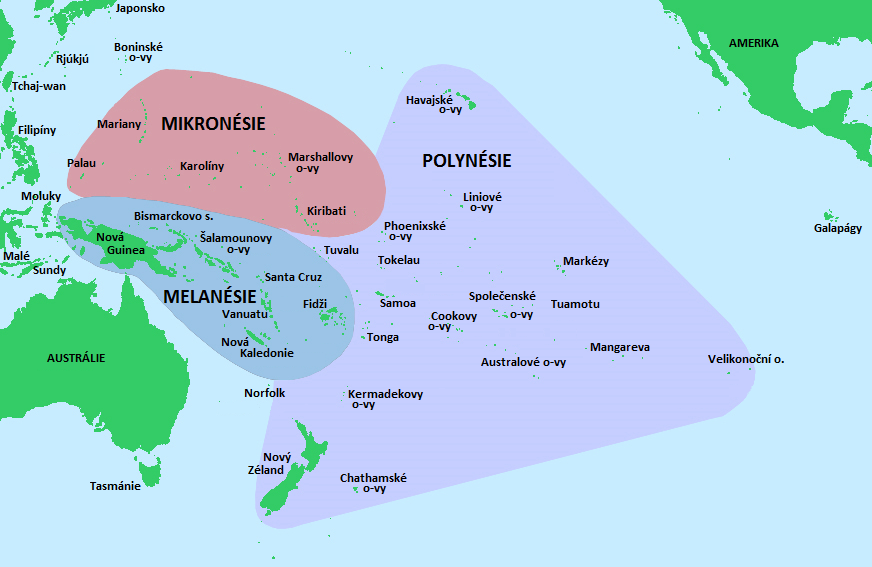 Japonsko
Boninské
o-vy
AMERIKA
Rjúkjú
Tchaj-wan
Havajské
o-vy
Mariany
MIKRONÉSIE
Filipíny
Marshallovy
o-vy
POLYNÉSIE
Palau
Karolíny
Moluky
Liniové
o-vy
Kiribati
Bismarckovo s.
Phoenixské
o-vy
Galapágy
Nová
Guinea
Šalamounovy
o-vy
Tuvalu
Malé
Sundy
Tokelau
Markézy
Santa Cruz
MELANÉSIE
Fidži
Samoa
Společenské
o-vy
Tuamotu
Vanuatu
Cookovy
o-vy
Nová
Kaledonie
Tonga
Mangareva
AUSTRÁLIE
Australové o-vy
Velikonoční o.
Norfolk
Kermadekovy
o-vy
Nový
Zéland
Tasmánie
Chathamské
o-vy